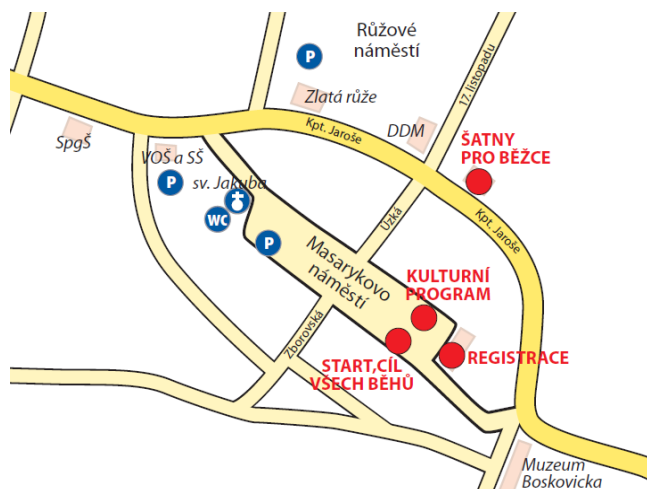 Růžové
náměstí
P
Zlatá růže
17. listopadu
Kpt. Jaroše
DDM
SpgŠ
VOŠ a SŠ
ŠATNY
PRO BĚŽCE
P
sv. Jakuba
WC
P
Úzká
Kpt. Jaroše
Masarykovo
náměstí
KULTURNÍ
PROGRAM
Zborovská
START,CÍL
VŠECH BĚHŮ
REGISTRACE
Muzeum
Boskovicka